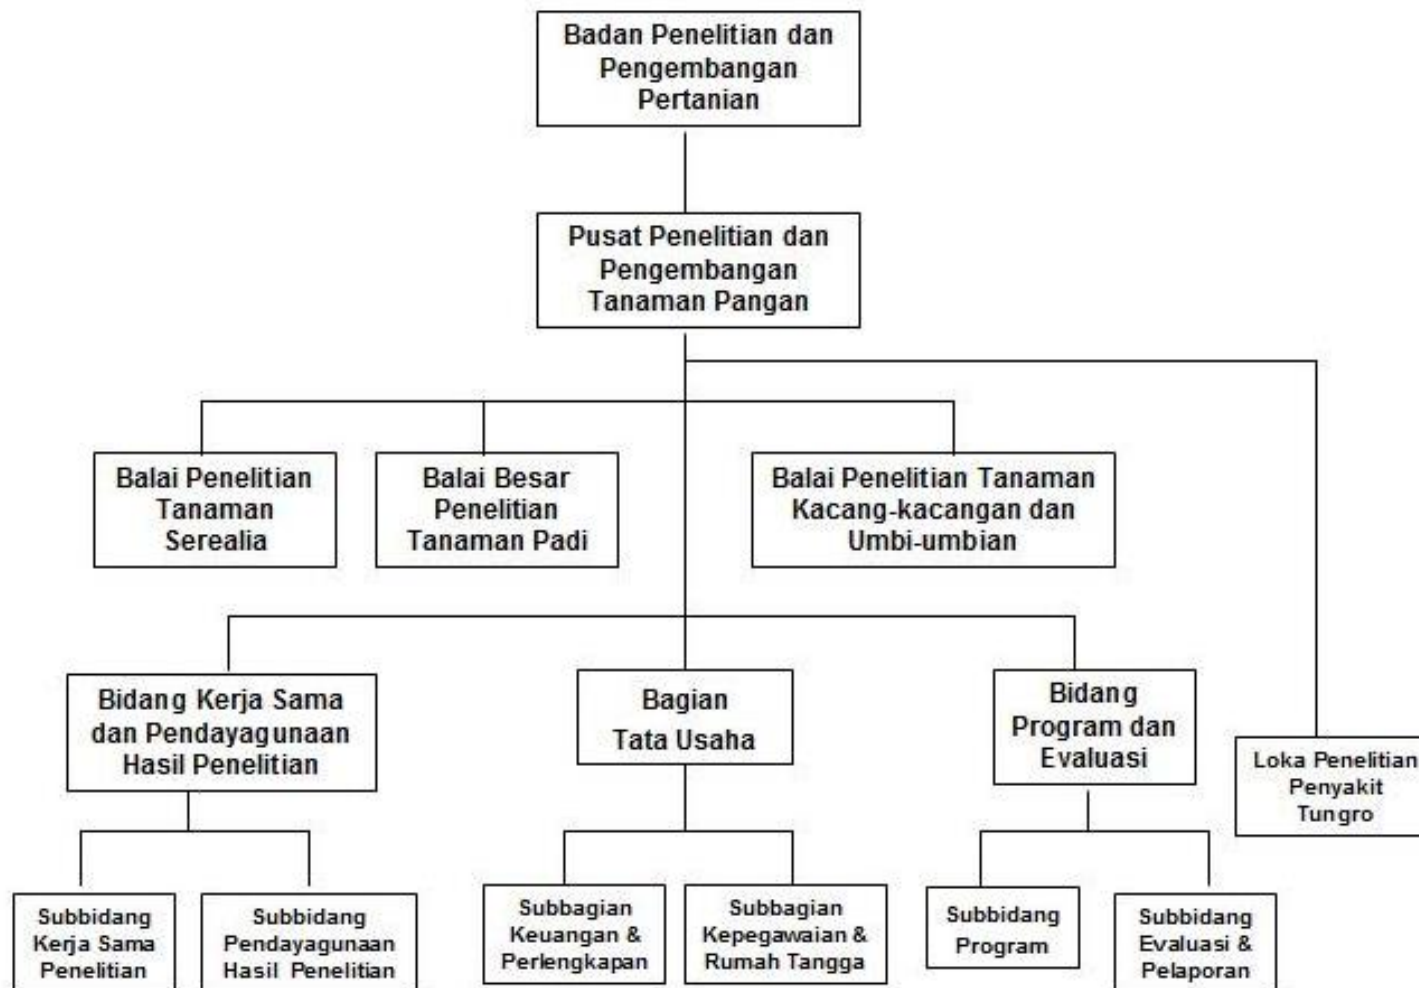 Badan Penelitian dan
Pengembangan
Pertanian
Pusat Penelitian dan
Pengembangan
Tanaman Pangan
Balai Penelitian
Tanaman
Serealia
Balai Besar
Penelitian
Tanaman Padi
Balai Penelitian Tanaman
Kacang-kacangan dan
Umbi-umbian
Bidang Kerja Sama
dan Pendayagunaan
Hasil Penelitian
Bagian
Tata Usaha
Bidang
Program dan
Evaluasi
Loka Penelitian
Penyakit
Tungro
Subbidang
Kerja Sama
Penelitian
Subbidang
Pendayagunaan
Hasil Penelitian
Subbagian
Keuangan &
Perlengkapan
Subbagian
Kepegawaian &
Rumah Tangga
Subbidang
Program
Subbidang
Evaluasi &
Pelaporan